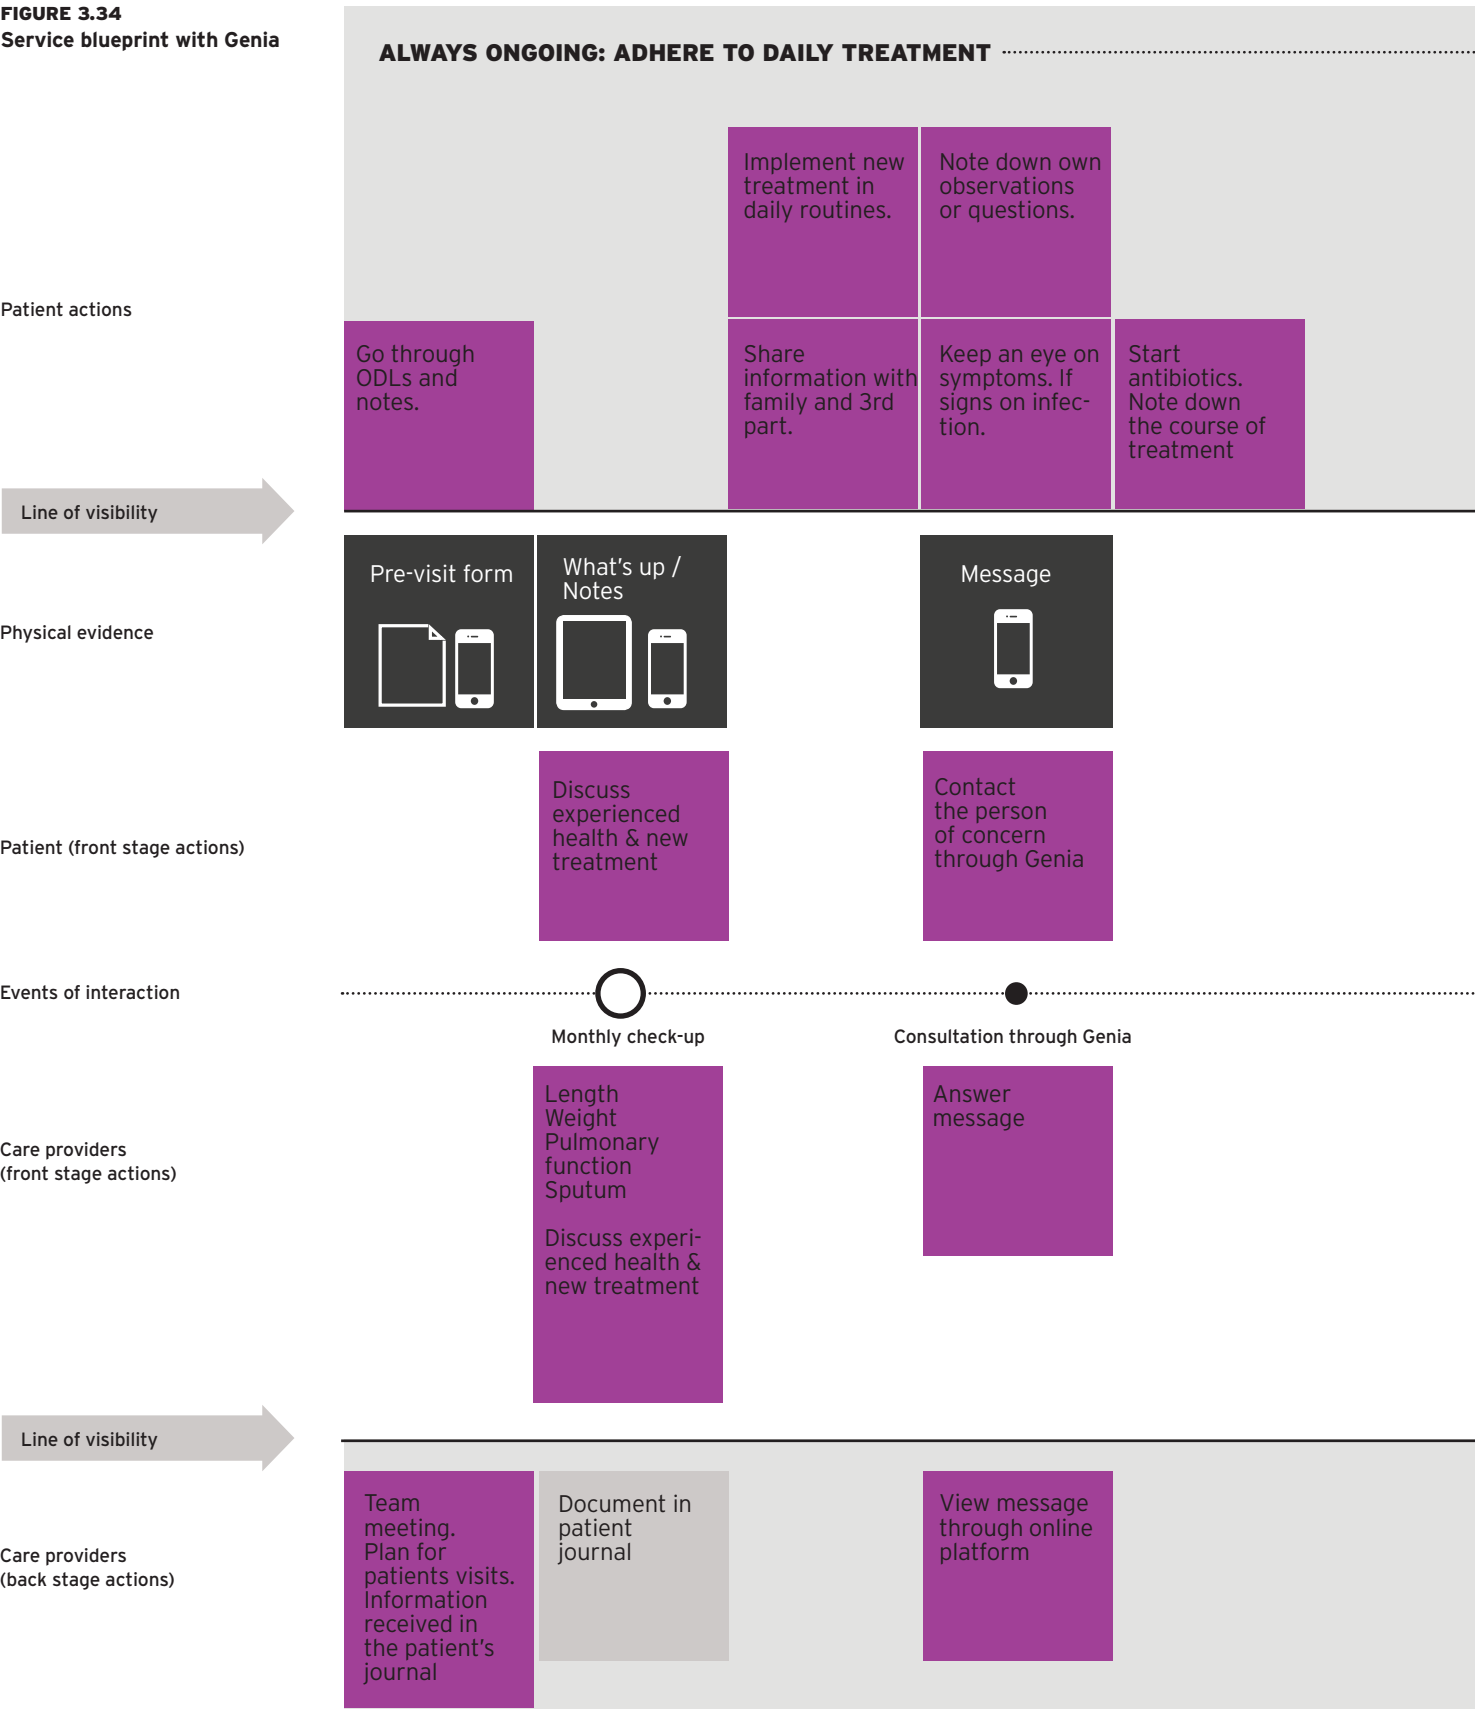 FIGURE 3.34
Service blueprint with Genia
ALWAYS ONGOING: ADHERE TO DAILY TREATMENT
Patient actions
Implement new
treatment in
daily routines.
Note down own
observations
or questions.
Go through
ODLs and
notes.
Share
information with
family and 3rd
part.
Keep an eye on
symptoms. If
signs on infec-
tion.
Start
antibiotics.
Note down
the course of
treatment
Line of visibility
Physical evidence
Pre-visit form
What's up /
Notes
Message
Patient (front stage actions)
Discuss
experienced
health & new
treatment
Contact
the person
of concern
through Genia
Events of interaction
Monthly check-up
Consultation through Genia
Care providers
(front stage actions)
Length
Weight
Pulmonary
function
Sputum
Discuss experi-
enced health &
new treatment
Answer
message
Line of visibility
Care providers
(back stage actions)
Team
meeting.
Plan for
patients visits.
Information
received in
the patient's
journal
Document in
patient
journal
View message
through online
platform